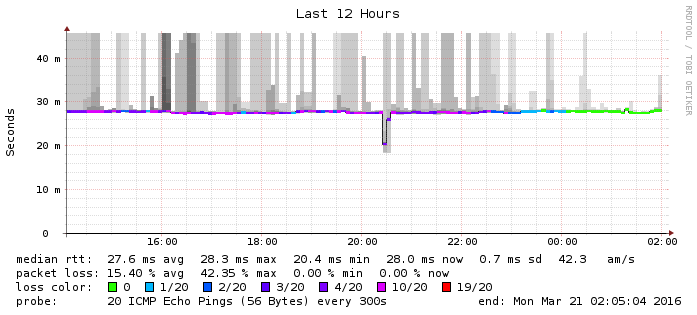 Last 12 Hours
RRDTOOL / TOBI OETIKER
Seconds
40 m
30 m
20 m
10 m
0
16:00 18:00 20:00 22:00 00:00 02:00
median rtt: 27.6 ms avg 28.3 ms max 20.4 ms min 28.0 ms now 0.7 ms sd 42.3 am/s
packet loss: 15.40 % avg 42.35 % max 0.00 % min 0.00 % now
loss color: 0 1/20 2/20 3/20 4/20 10/20 19/20
probe: 20 ICMP Echo Pings (56 Bytes) every 300s end: Mon Mar 21 02:05:04 2016